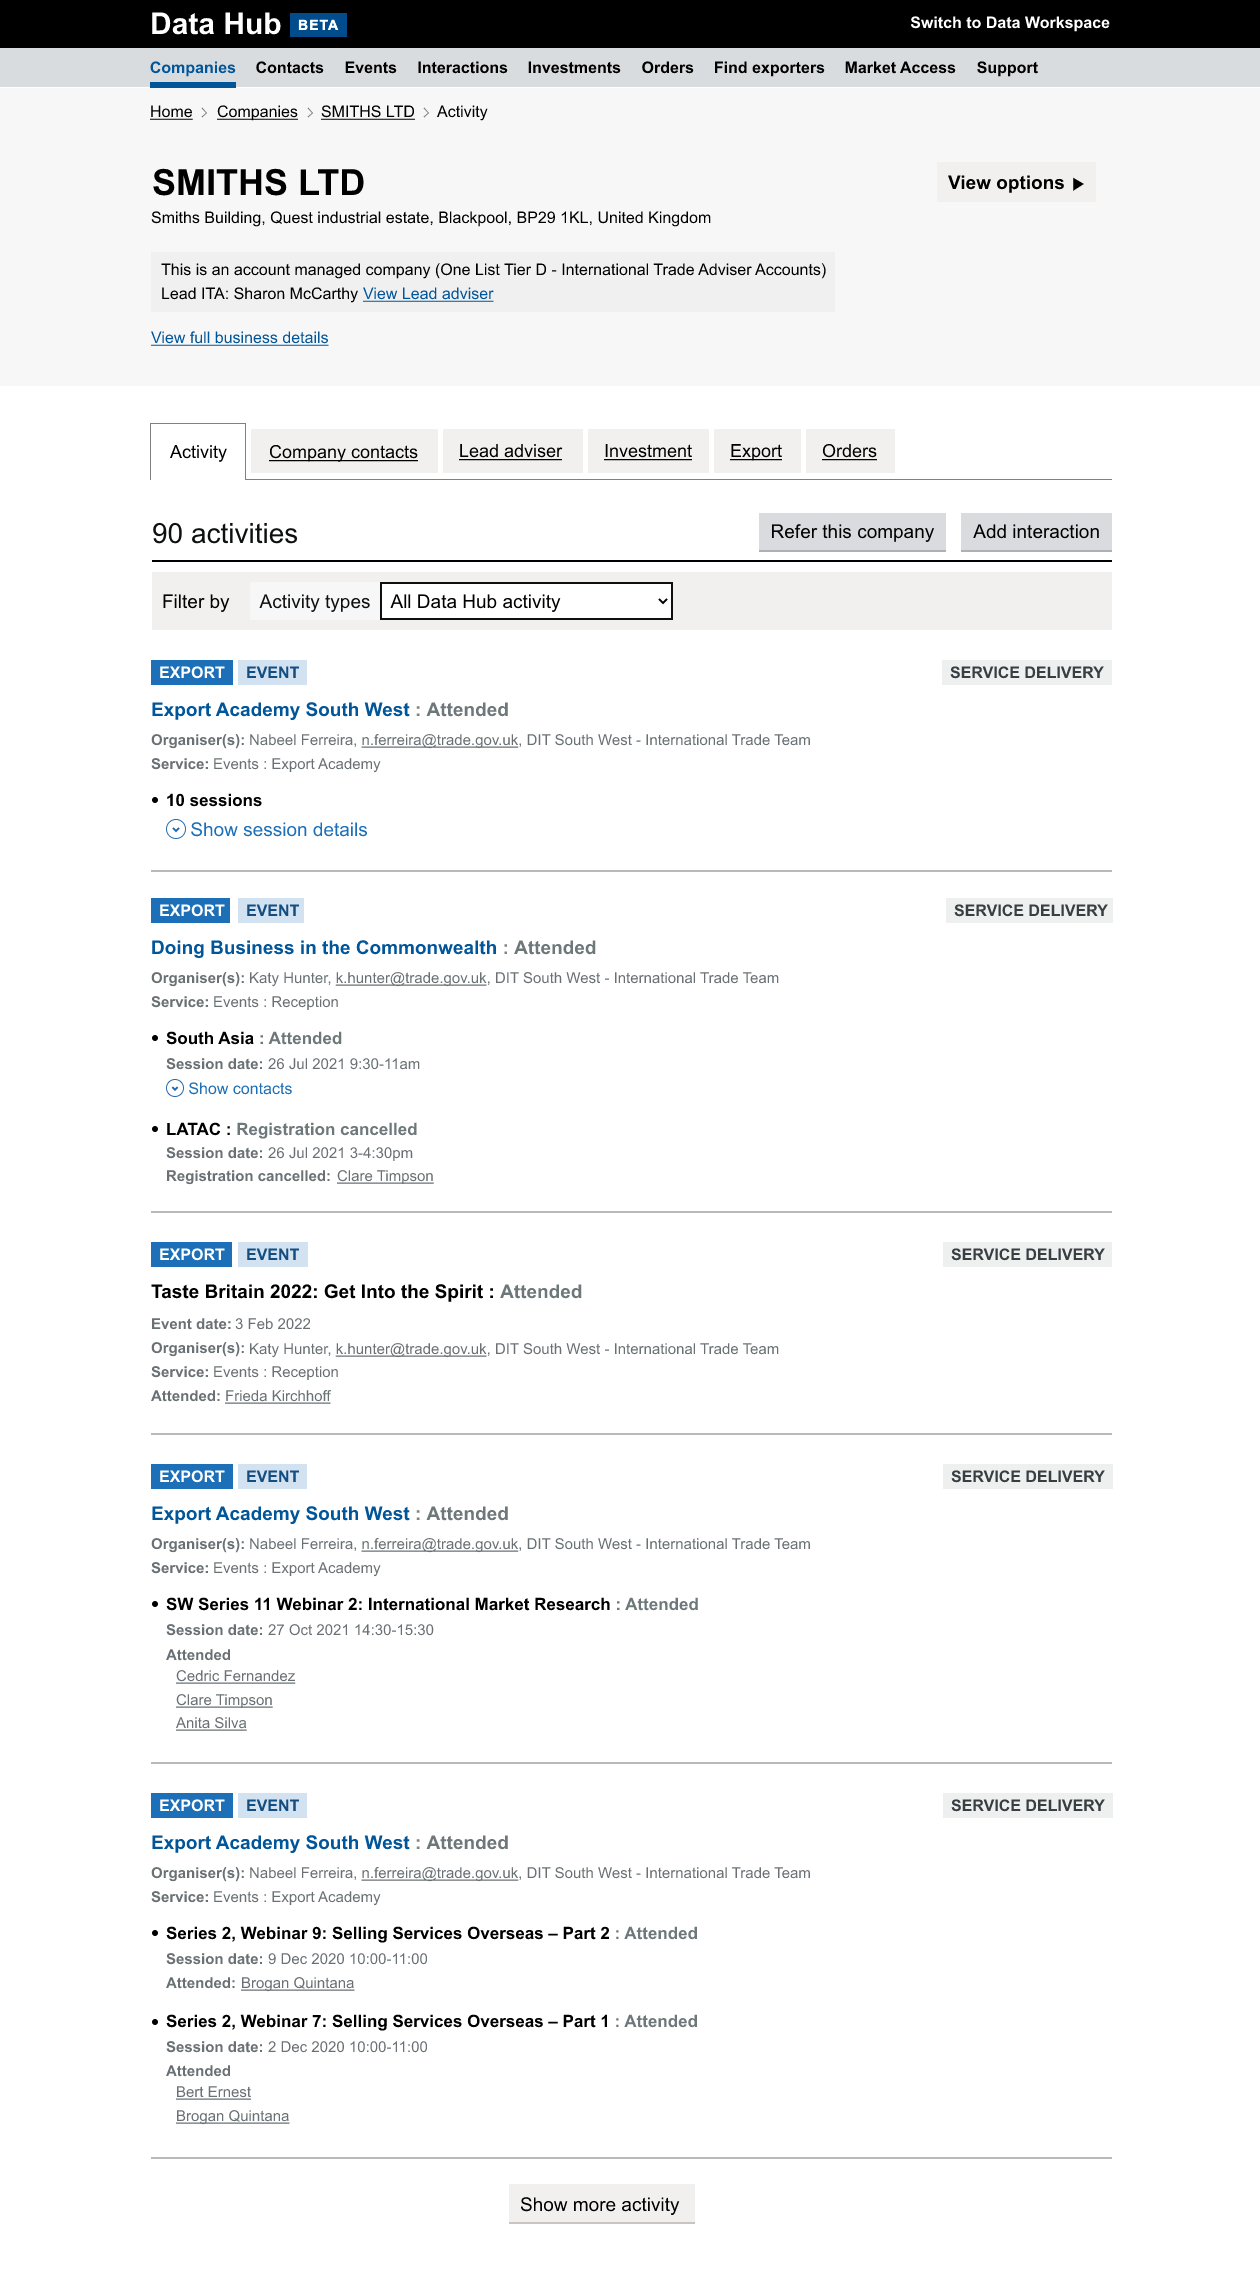 Data Hub BETA
Switch to Data Workspace
Companies Contacts Events Interactions Investments Orders Find exporters Market Access Support
Home Companies SMITHS LTD Activity
SMITHS LTD
View options
Smiths Building, Quest industrial estate, Blackpool, BP29 1KL, United Kingdom
This is an account managed company (One List Tier D - International Trade Adviser Accounts)
Lead ITA: Sharon McCarthy View Lead adviser
View full business details
Activity Company contacts Lead adviser Investment Export Orders
90 activities
Refer this company Add interaction
Filter by Activity types All Data Hub activity
EXPORT EVENT SERVICE DELIVERY
Export Academy South West : Attended
Organiser(s): Nabeel Ferreira, n.ferreira@trade.gov.uk, DIT South West - International Trade Team
Service: Events : Export Academy
• 10 sessions
Show session details
EXPORT EVENT SERVICE DELIVERY
Doing Business in the Commonwealth : Attended
Organiser(s): Katy Hunter, k.hunter@trade.gov.uk, DIT South West - International Trade Team
Service: Events : Reception
• South Asia : Attended
Session date: 26 Jul 2021 9:30-11am
Show contacts
• LATAC : Registration cancelled
Session date: 26 Jul 2021 3-4:30pm
Registration cancelled: Clare Timpson
EXPORT EVENT SERVICE DELIVERY
Taste Britain 2022: Get Into the Spirit : Attended
Event date: 3 Feb 2022
Organiser(s): Katy Hunter, k.hunter@trade.gov.uk, DIT South West - International Trade Team
Service: Events : Reception
Attended: Frieda Kirchhoff
EXPORT EVENT SERVICE DELIVERY
Export Academy South West : Attended
Organiser(s): Nabeel Ferreira, n.ferreira@trade.gov.uk, DIT South West - International Trade Team
Service: Events : Export Academy
• SW Series 11 Webinar 2: International Market Research : Attended
Session date: 27 Oct 2021 14:30-15:30
Attended
Cedric Fernandez
Clare Timpson
Anita Silva
EXPORT EVENT SERVICE DELIVERY
Export Academy South West : Attended
Organiser(s): Nabeel Ferreira, n.ferreira@trade.gov.uk, DIT South West - International Trade Team
Service: Events : Export Academy
• Series 2, Webinar 9: Selling Services Overseas – Part 2 : Attended
Session date: 9 Dec 2020 10:00-11:00
Attended: Brogan Quintana
• Series 2, Webinar 7: Selling Services Overseas – Part 1 : Attended
Session date: 2 Dec 2020 10:00-11:00
Attended
Bert Ernest
Brogan Quintana
Show more activity